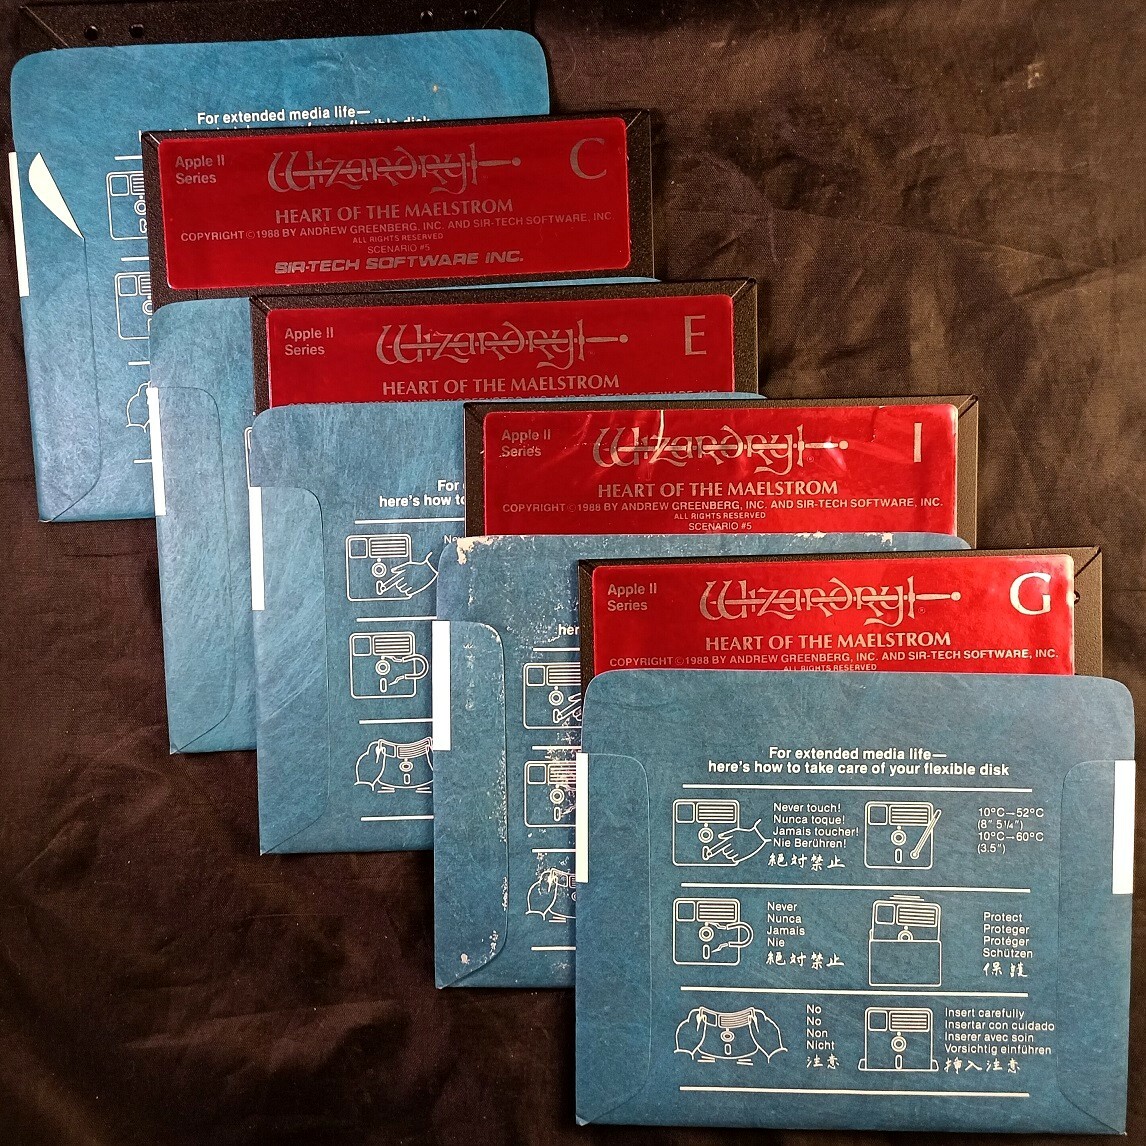 For extended media life—
Apple II
Series
Wizardry
C
HEART OF THE MAELSTROM
COPYRIGHT © 1988 BY ANDREW GREENBERG, INC. AND SIR-TECH SOFTWARE, INC
ALL RIGHTS RESERVED
SCENARIO #5
SIR-TECH SOFTWARE INC.
Apple II
Series
Wizardry
E
HEART OF THE MAELSTROM
For
here's how to
Apple II
Series
Wizardry
I
HEART OF THE MAELSTROM
COPYRIGHT © 1988 BY ANDREW GREENBERG, INC. AND SIR-TECH SOFTWARE, INC.
ALL RIGHTS RESERVED
SCENARIO #5
Apple II
Series
Wizardry®
G
HEART OF THE MAELSTROM
COPYRIGHT © 1988 BY ANDREW GREENBERG, INC. AND SIR-TECH SOFTWARE, INC.
ALL RIGHTS RESERVED
For extended media life—
here's how to take care of your flexible disk
Never touch!
Nunca toque!
Jamais toucher!
Nie Berühren!
絶対禁止
10°C—52°C
(8" 5¼")
10°C—60°C
(3.5")
Never
Nunca
Jamais
Nie
絶対禁止
Protect
Proteger
Protéger
Schützen
保護
No
No
Non
Nicht
注意
Insert carefully
Insertar con cuidado
Inserer avec soin
Vorsichtig einführen
挿入注意